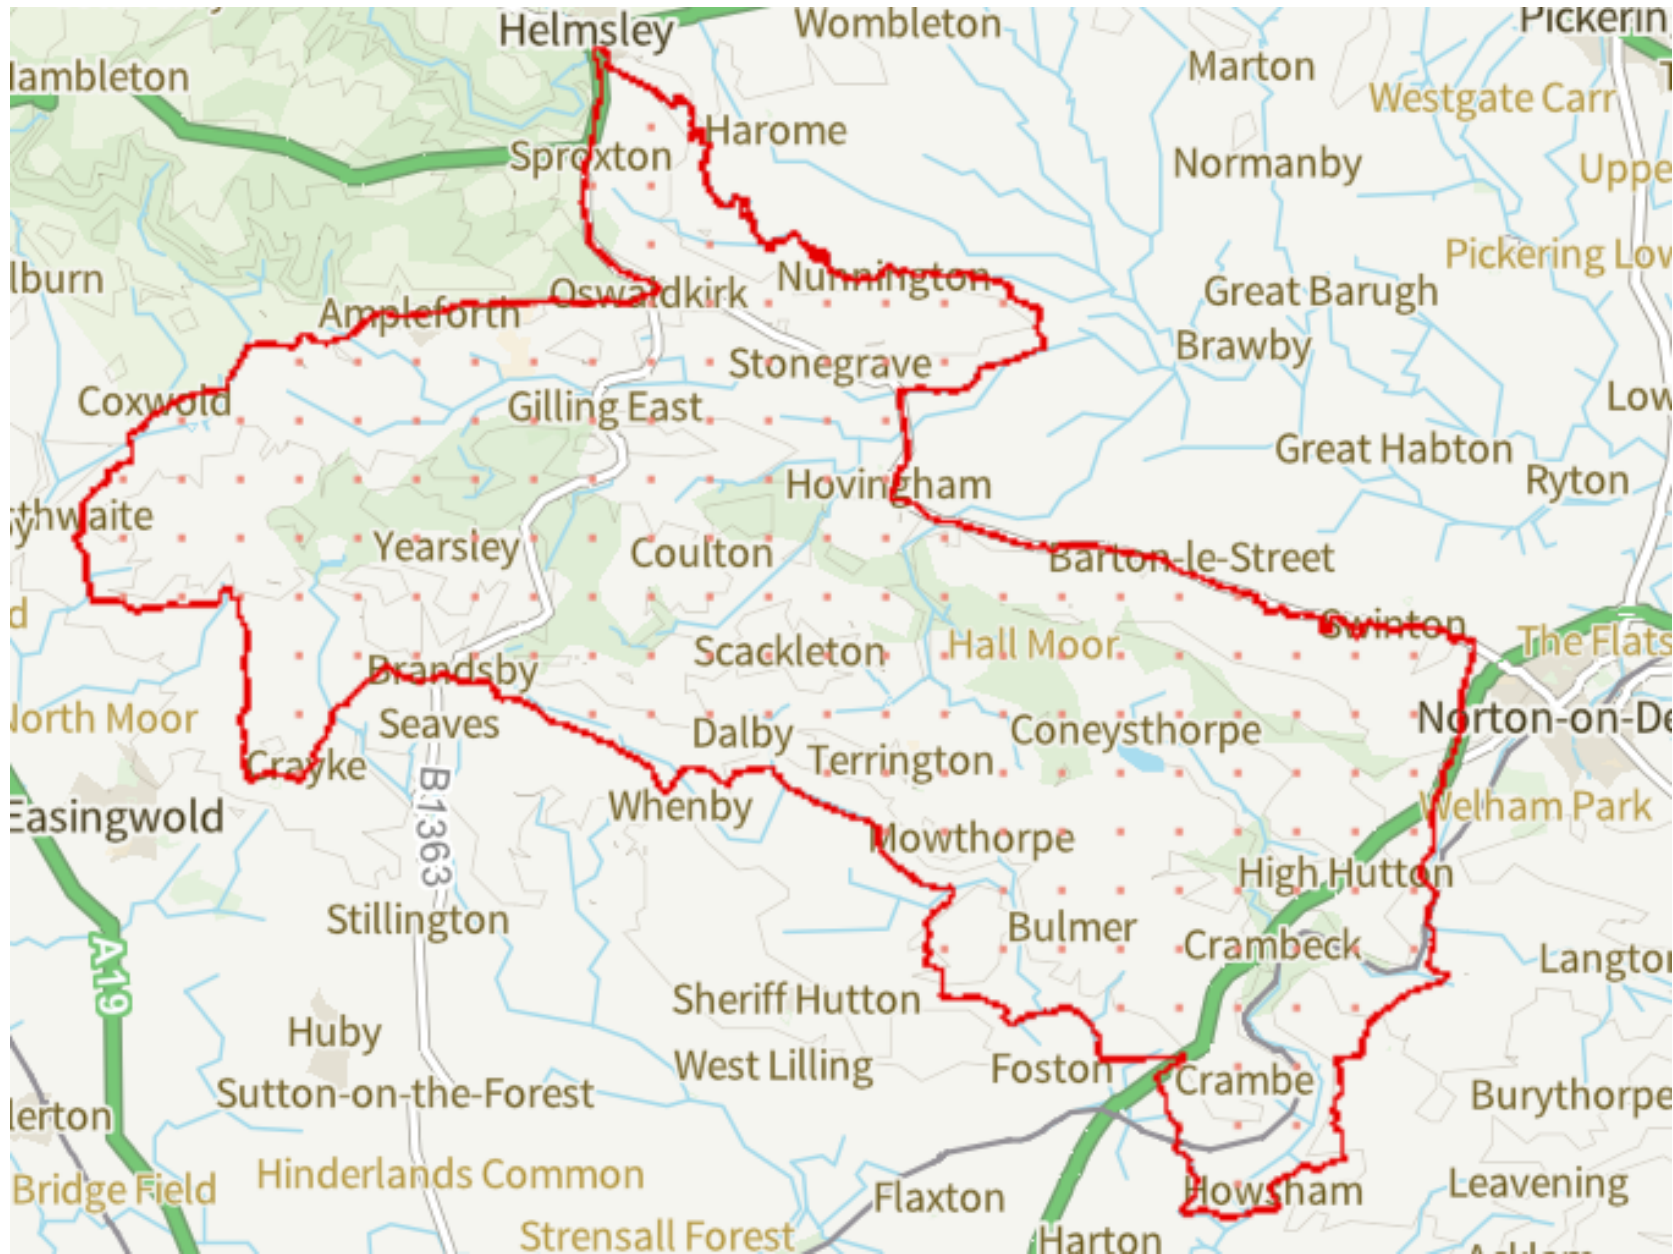 Helmsley
Wombleton
Pickerin
Hambleton
Marton
Westgate Carr
Harome
Sproxton
Normanby
Uppe
Pickering Low
lburn
Nunnington
Great Barugh
Oswaldkirk
Ampleforth
Brawby
Stonegrave
Coxwold
Gilling East
Low
Great Habton
Ryton
Hovingham
sthwaite
Yearsley
Coulton
Barton-le-Street
d
Swinton
The Flats
Scackleton
Hall Moor
Brandsby
North Moor
Seaves
Dalby
Coneysthorpe
Norton-on-De
Terrington
Crayke
Easingwold
Whenby
Welham Park
B1363
Mowthorpe
High Hutton
Stillington
Bulmer
Crambeck
Langton
A19
Sheriff Hutton
Huby
West Lilling
Foston
Crambe
Sutton-on-the-Forest
Burythorpe
lerton
Hinderlands Common
Bridge Field
Flaxton
Howsham
Leavening
Strensall Forest
Harton